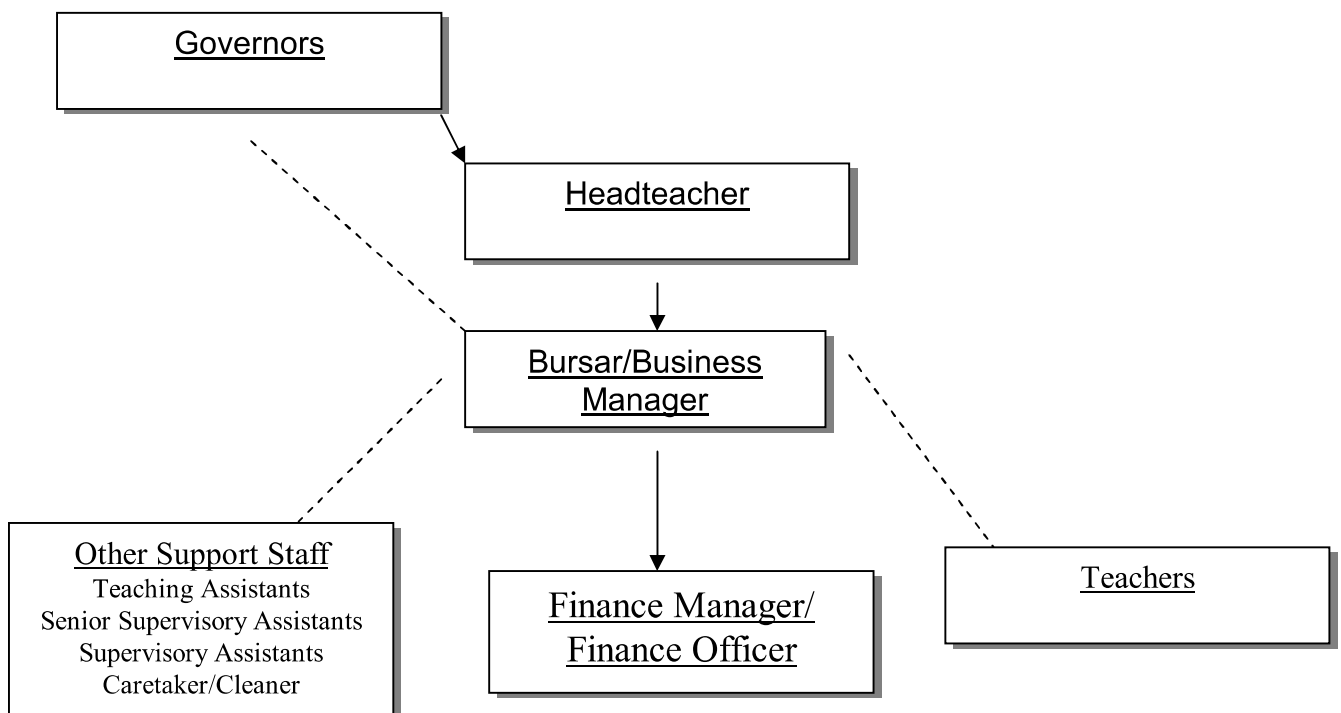 Governors
Headteacher
Bursar/Business
Manager
Other Support Staff
Teaching Assistants
Senior Supervisory Assistants
Supervisory Assistants
Caretaker/Cleaner
Finance Manager/
Finance Officer
Teachers